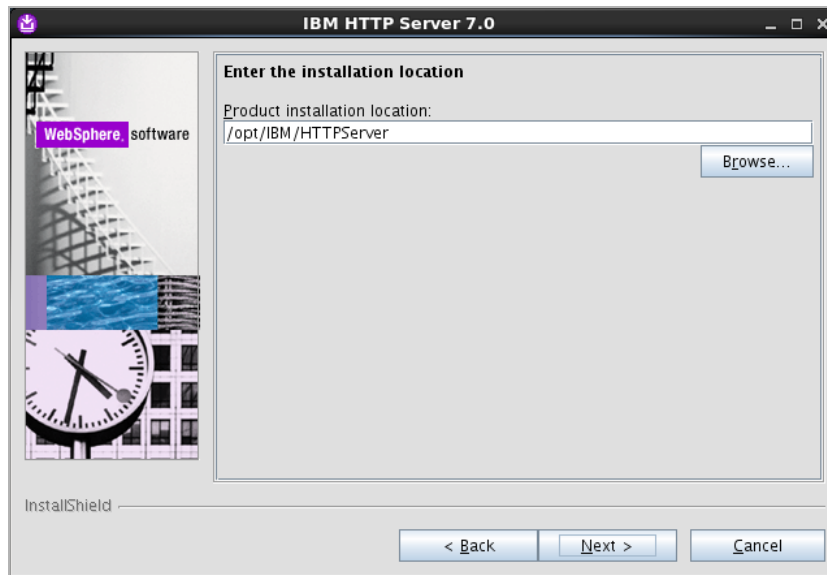 IBM HTTP Server 7.0
WebSphere. software
Enter the installation location
Product installation location:
/opt/IBM/HTTPServer
Browse...
InstallShield
< Back
Next >
Cancel